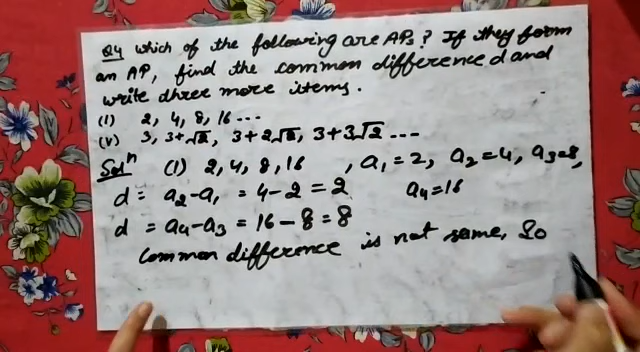 Q4 which of the following are APs? If they form
an AP, find the common difference d and
write three more items.
(i) 2, 4, 8, 16 ...
(v) 3, 3+√2, 3+2√2, 3+3√2 ...
Solⁿ (i) 2, 4, 8, 16 , a₁=2, a₂=4, a₃=8,
d = a₂-a₁ = 4-2 = 2 a₄=16
d = a₄-a₃ = 16-8 = 8
Common difference is not same, So